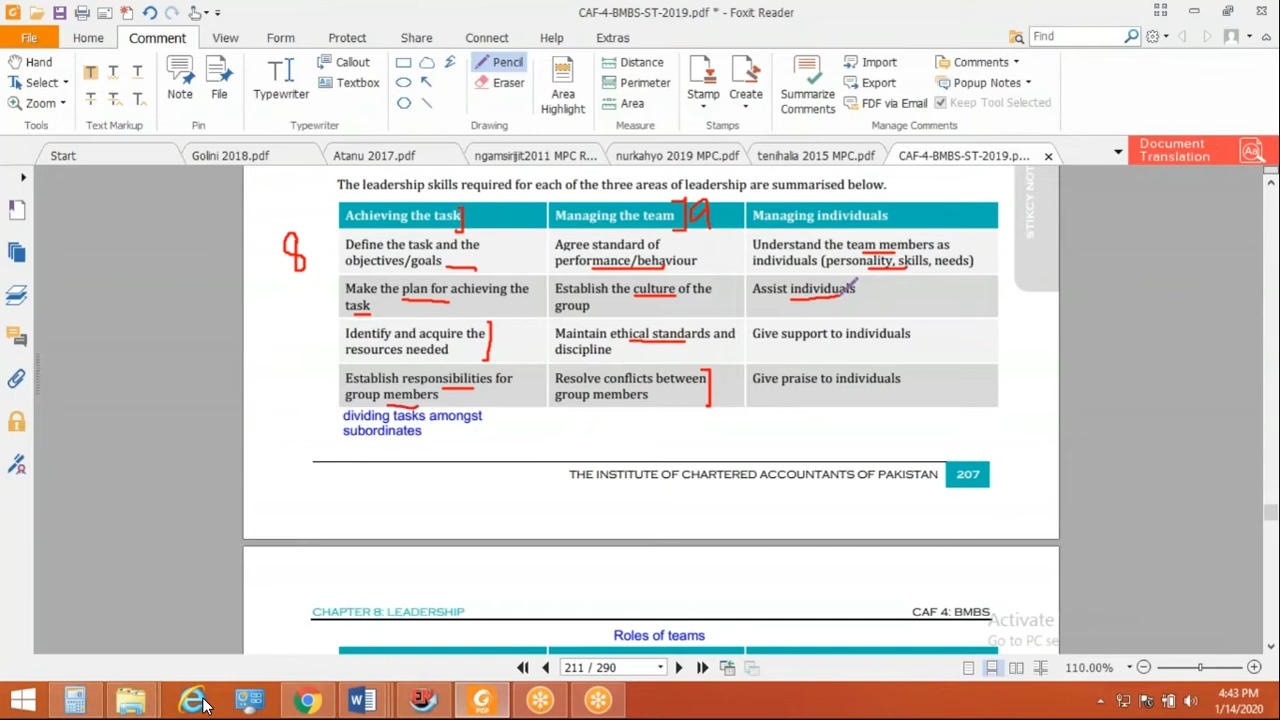 CAF-4-BMBS-ST-2019.pdf * - Foxit Reader
File Home Comment View Form Protect Share Connect Help Extras Find
Hand
Select
Zoom
Tools
Text Markup
Note
File
Pin
Typewriter
Callout
Textbox
Typewriter
Pencil
Eraser
Area
Highlight
Drawing
Distance
Perimeter
Area
Measure
Stamp
Create
Stamps
Summarize
Comments
Import
Export
FDF via Email
Comments
Popup Notes
Keep Tool Selected
Manage Comments
Start Golini 2018.pdf Atanu 2017.pdf ngamsirijit2011 MPC R... nurkahyo 2019 MPC.pdf tenihalia 2015 MPC.pdf CAF-4-BMBS-ST-2019.p...
Document
Translation
The leadership skills required for each of the three areas of leadership are summarised below.
Achieving the task Managing the team 9 Managing individuals
8
Define the task and the
objectives/goals
Agree standard of
performance/behaviour
Understand the team members as
individuals (personality, skills, needs)
Make the plan for achieving the
task
Establish the culture of the
group
Assist individuals
Identify and acquire the
resources needed
Maintain ethical standards and
discipline
Give support to individuals
Establish responsibilities for
group members
Resolve conflicts between
group members
Give praise to individuals
dividing tasks amongst
subordinates
THE INSTITUTE OF CHARTERED ACCOUNTANTS OF PAKISTAN 207
STICKY NOT
CHAPTER 8: LEADERSHIP CAF 4: BMBS
Roles of teams
Activate
Go to PC se
211 / 290
110.00%
4:43 PM
1/14/2020